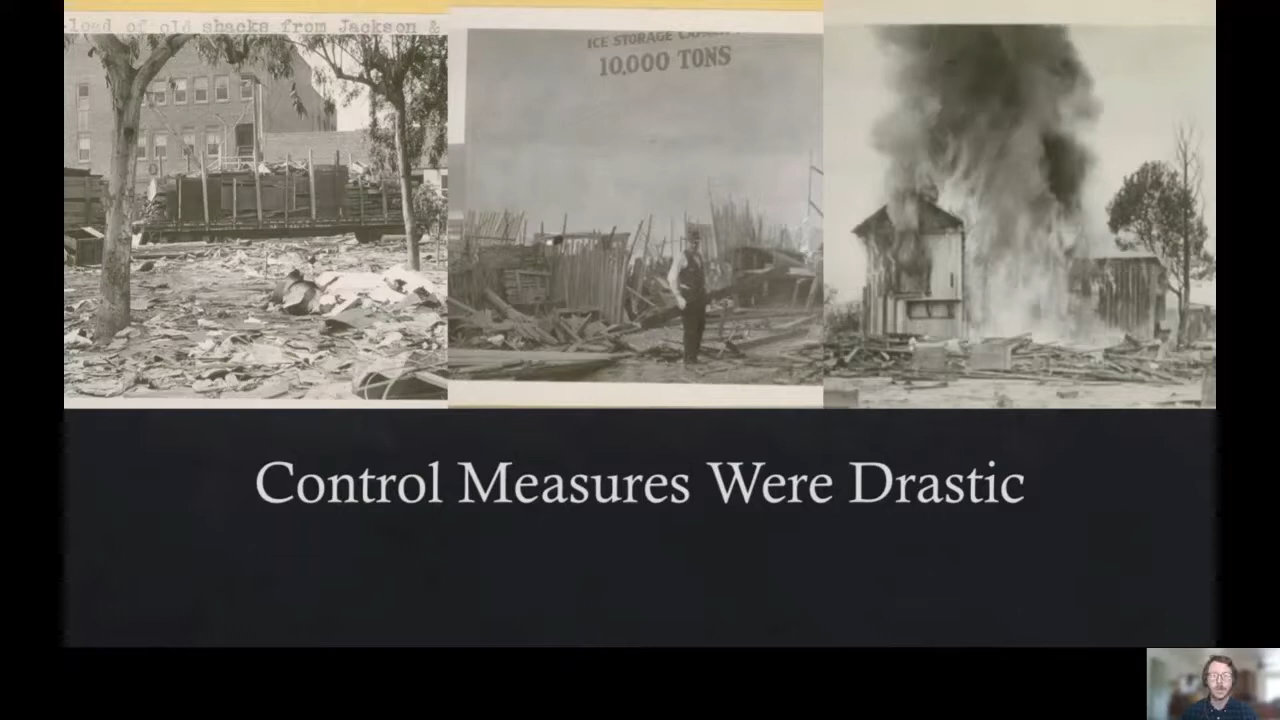 -load of old shacks from Jackson &
ICE STORAGE
10,000 TONS
Control Measures Were Drastic